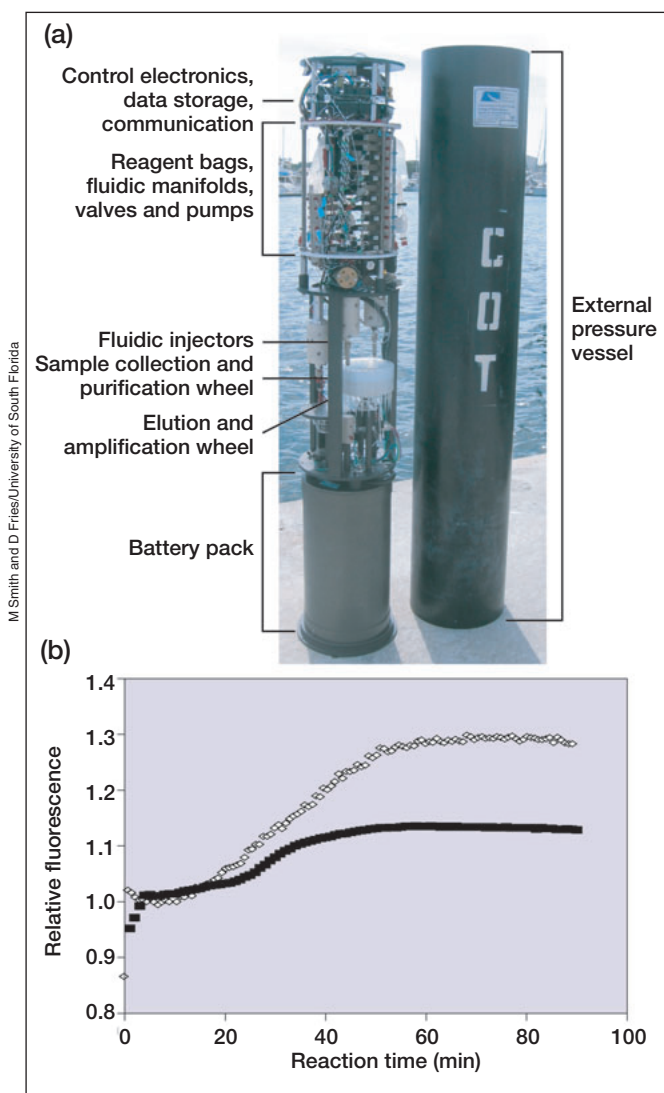 (a)
Control electronics,
data storage,
communication
Reagent bags,
fluidic manifolds,
valves and pumps
Fluidic injectors
Sample collection and
purification wheel
Elution and
amplification wheel
Battery pack
COT
External
pressure
vessel
M Smith and D Fries/University of South Florida
(b)
1.4
1.3
1.2
1.1
1.0
0.9
0.8
Relative fluorescence
0
20
40
60
80
100
Reaction time (min)